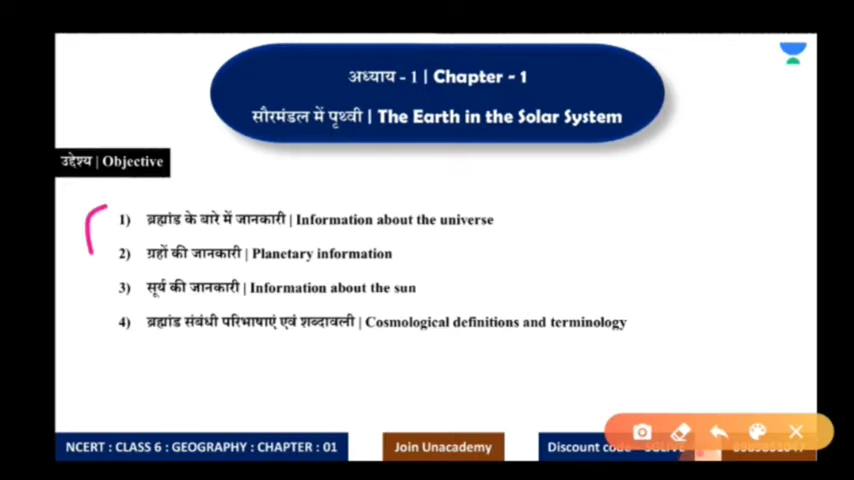 अध्याय - 1 | Chapter - 1
सौरमंडल में पृथ्वी | The Earth in the Solar System
उद्देश्य | Objective
1) ब्रह्मांड के बारे में जानकारी | Information about the universe
2) ग्रहों की जानकारी | Planetary information
3) सूर्य की जानकारी | Information about the sun
4) ब्रह्मांड संबंधी परिभाषाएं एवं शब्दावली | Cosmological definitions and terminology
NCERT : CLASS 6 : GEOGRAPHY : CHAPTER : 01
Join Unacademy
Discount code